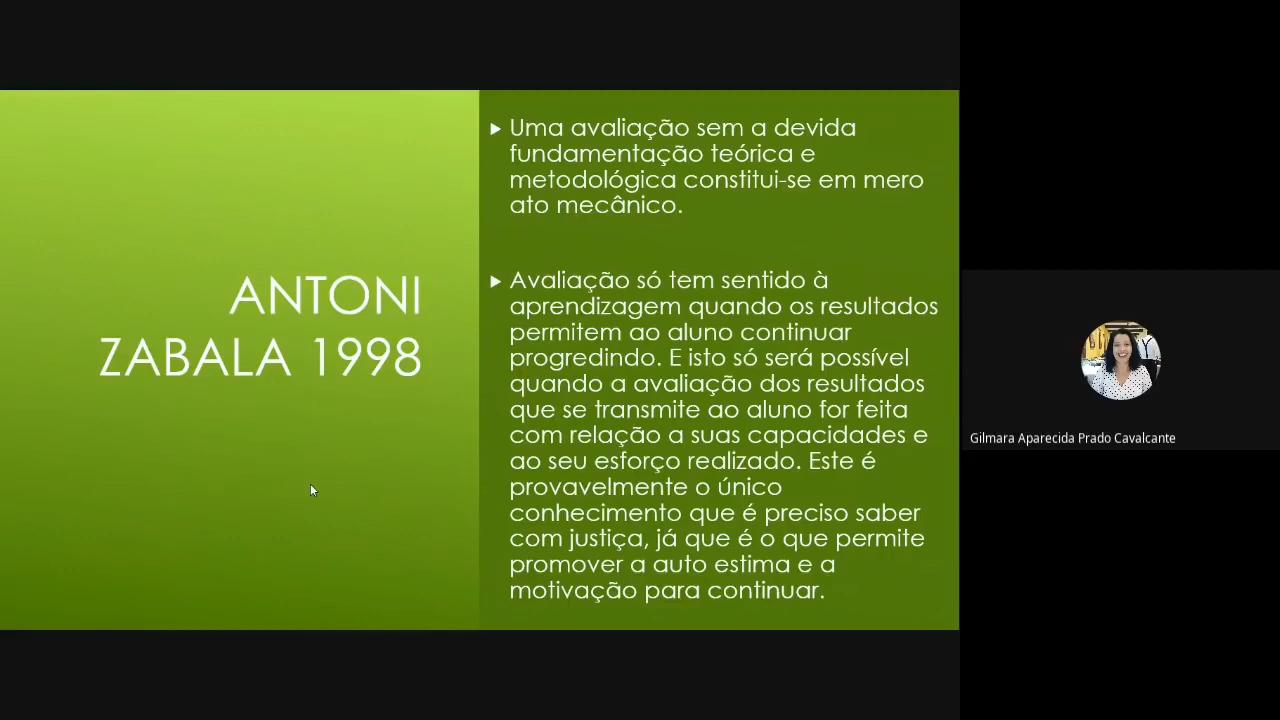 ANTONI
ZABALA 1998
Uma avaliação sem a devida
fundamentação teórica e
metodológica constitui-se em mero
ato mecânico.
Avaliação só tem sentido à
aprendizagem quando os resultados
permitem ao aluno continuar
progredindo. E isto só será possível
quando a avaliação dos resultados
que se transmite ao aluno for feita
com relação a suas capacidades e
ao seu esforço realizado. Este é
provavelmente o único
conhecimento que é preciso saber
com justiça, já que é o que permite
promover a auto estima e a
motivação para continuar.
Gilmara Aparecida Prado Cavalcante